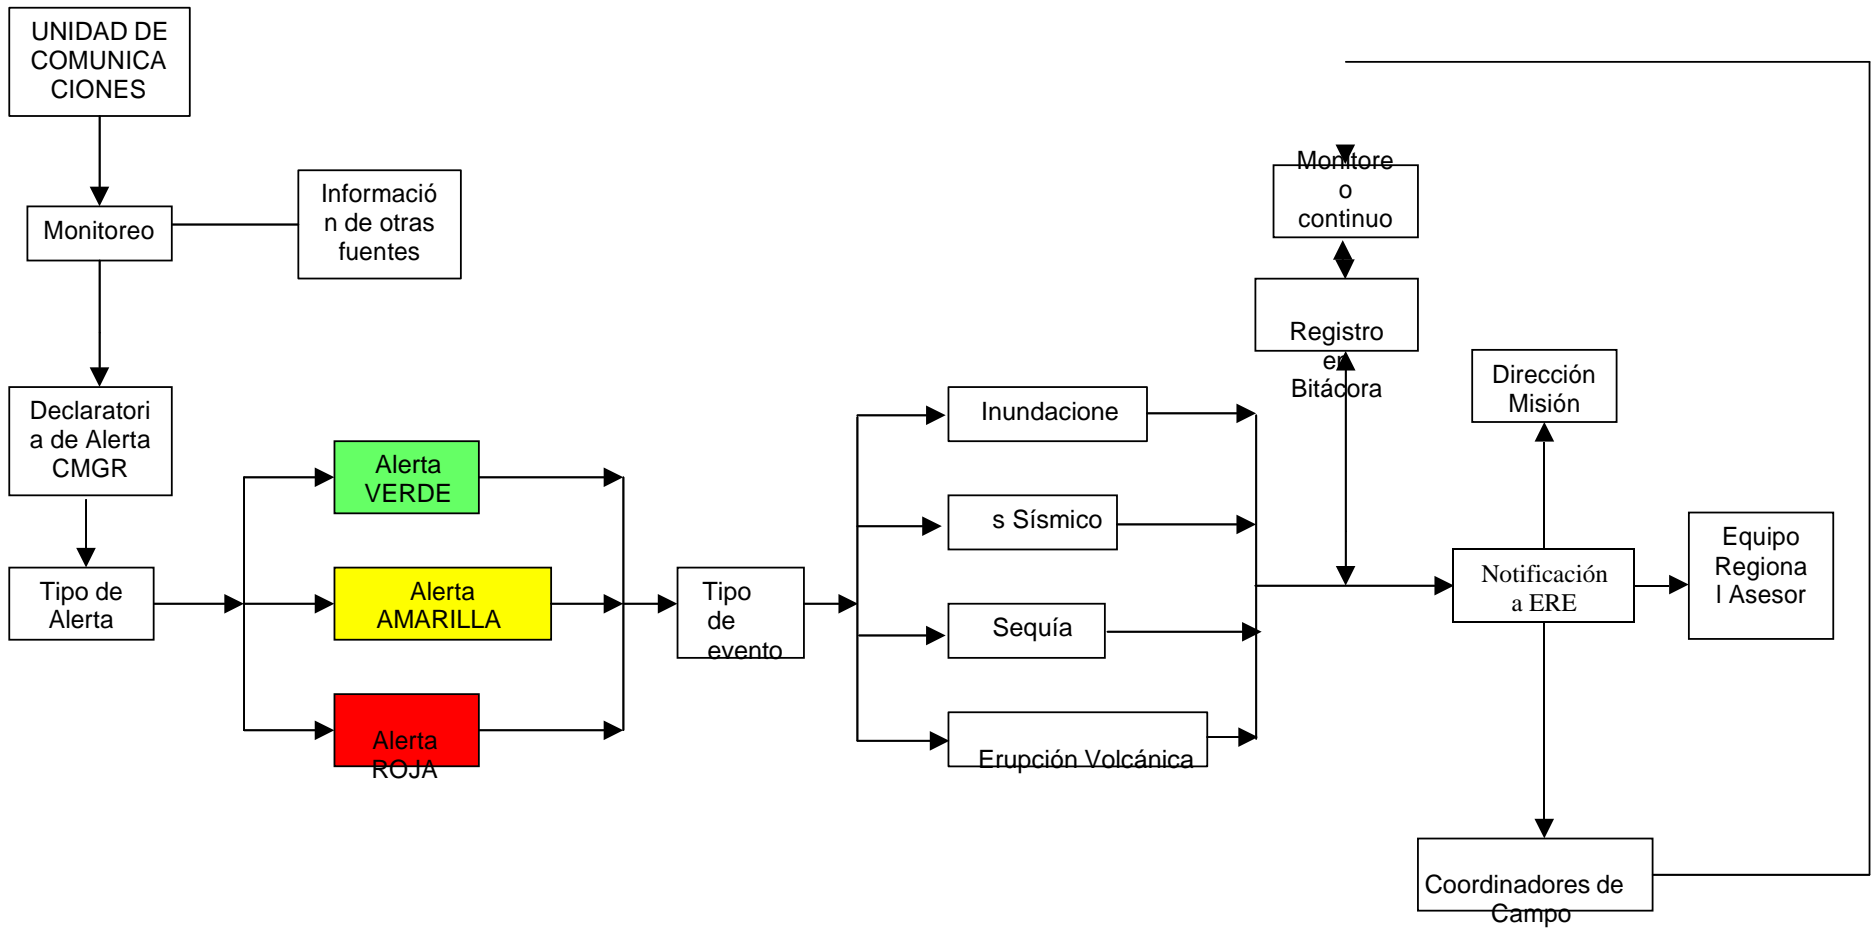 UNIDAD DE
COMUNICA
CIONES
Monitoreo
Informació
n de otras
fuentes
Declaratori
a de Alerta
CMGR
Tipo de
Alerta
Alerta
VERDE
Alerta
AMARILLA
Alerta
ROJA
Tipo
de
evento
Inundacione
s Sísmico
Sequía
Erupción Volcánica
Monitore
o
continuo
Registro
en
Bitácora
Dirección
Misión
Notificación
a ERE
Equipo
Regiona
l Asesor
Coordinadores de
Campo